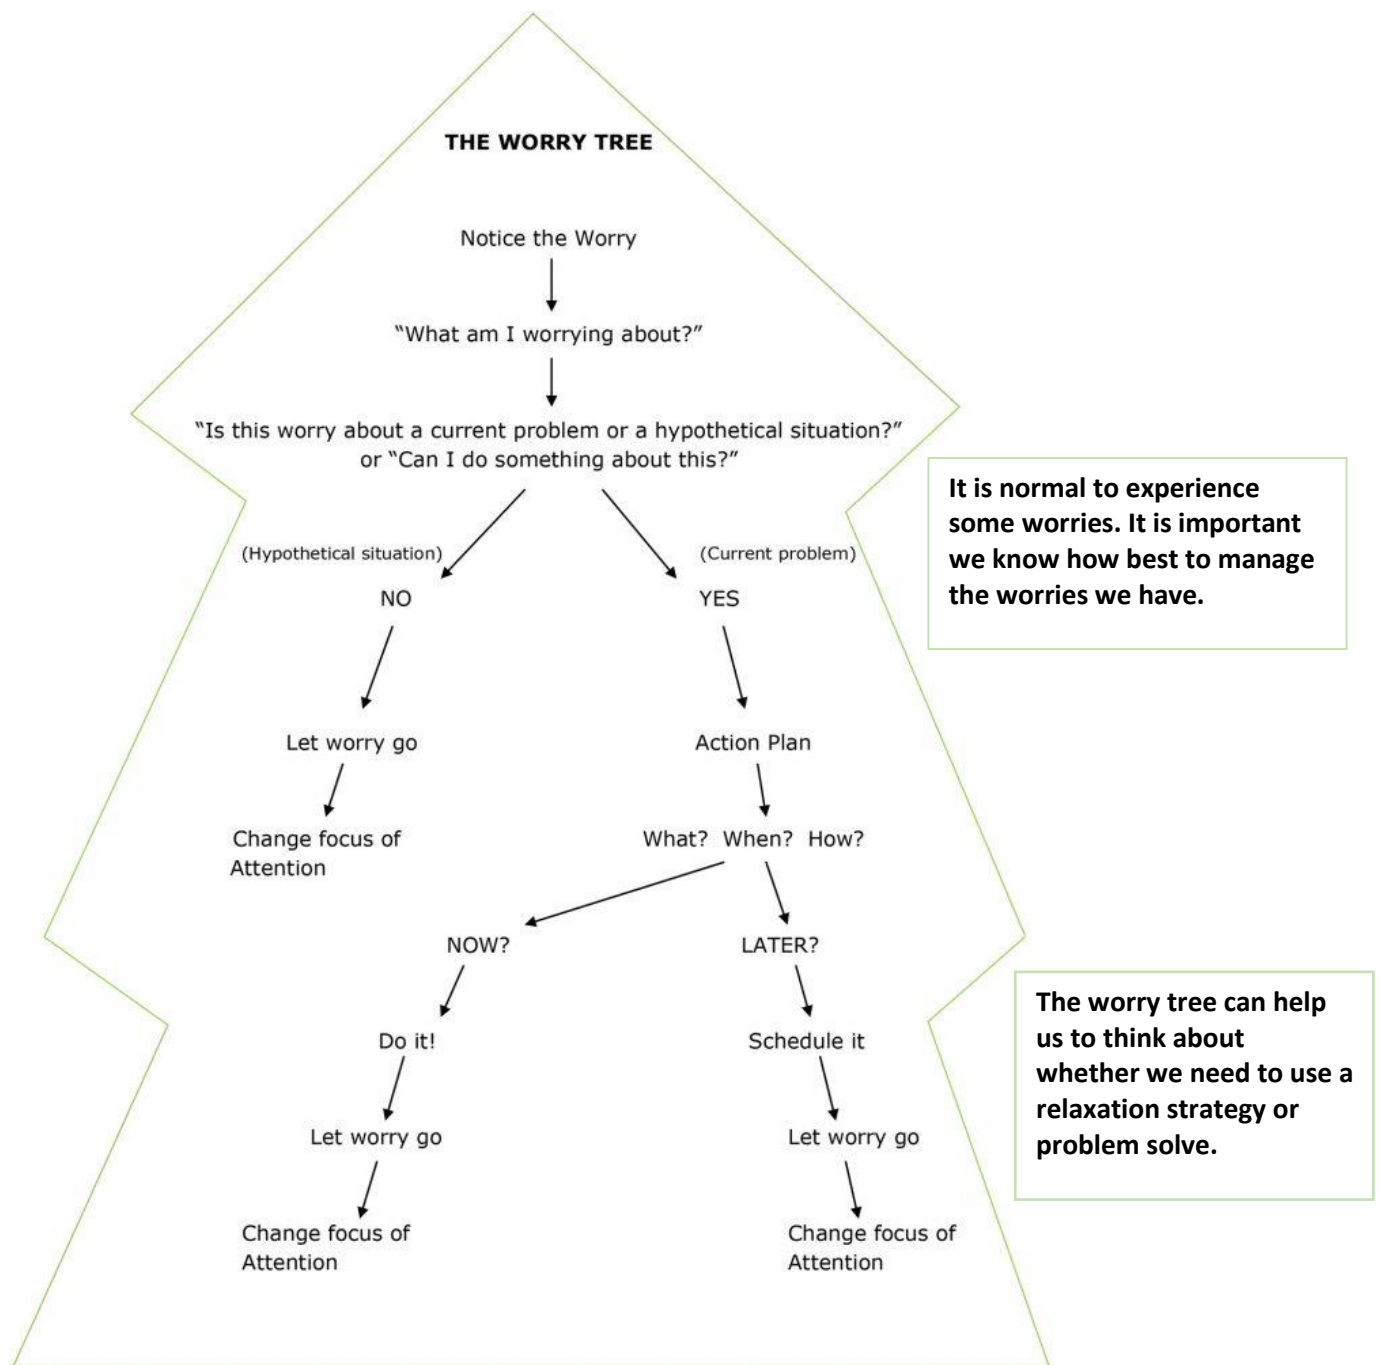 THE WORRY TREE
Notice the Worry
“What am I worrying about?”
“Is this worry about a current problem or a hypothetical situation?”
or “Can I do something about this?”
(Hypothetical situation)
(Current problem)
NO
YES
Let worry go
Action Plan
Change focus of
Attention
What? When? How?
NOW?
LATER?
Do it!
Schedule it
Let worry go
Let worry go
Change focus of
Attention
Change focus of
Attention
It is normal to experience
some worries. It is important
we know how best to manage
the worries we have.
The worry tree can help
us to think about
whether we need to use a
relaxation strategy or
problem solve.